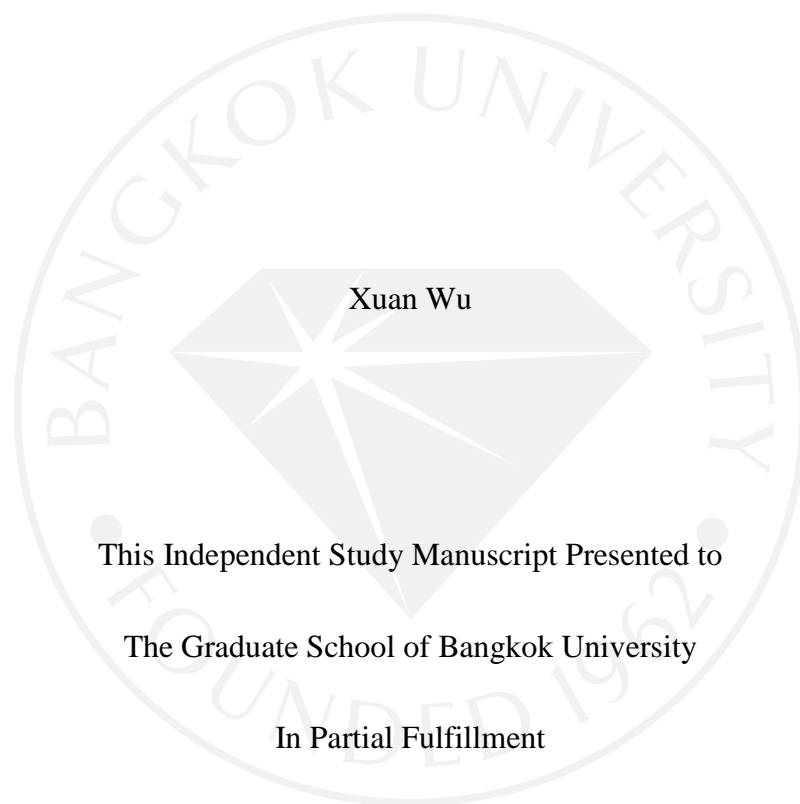 BANGKOK UNIVERSITY
Xuan Wu
This Independent Study Manuscript Presented to
The Graduate School of Bangkok University
In Partial Fulfillment
FOUNDED 1962